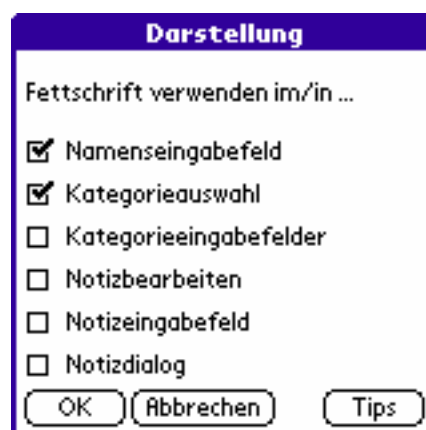 Darstellung
Fettschrift verwenden im/in ...
Namenseingabefeld
Kategorieauswahl
Kategorieeingabefelder
Notizbearbeiten
Notizeingabefeld
Notizdialog
OK Abbrechen Tips